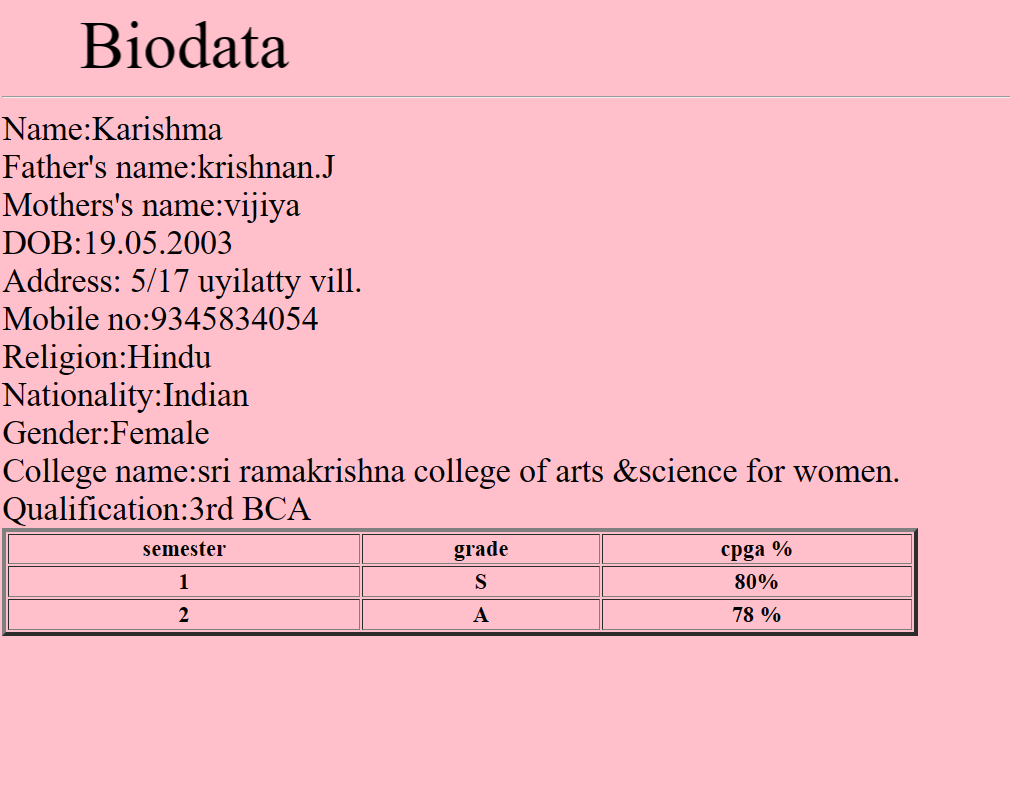 Biodata
Name:Karishma
Father's name:krishnan.J
Mothers's name:vijiya
DOB:19.05.2003
Address: 5/17 uyilatty vill.
Mobile no:9345834054
Religion:Hindu
Nationality:Indian
Gender:Female
College name:sri ramakrishna college of arts &science for women.
Qualification:3rd BCA
semester grade cpga %
1 S 80%
2 A 78 %